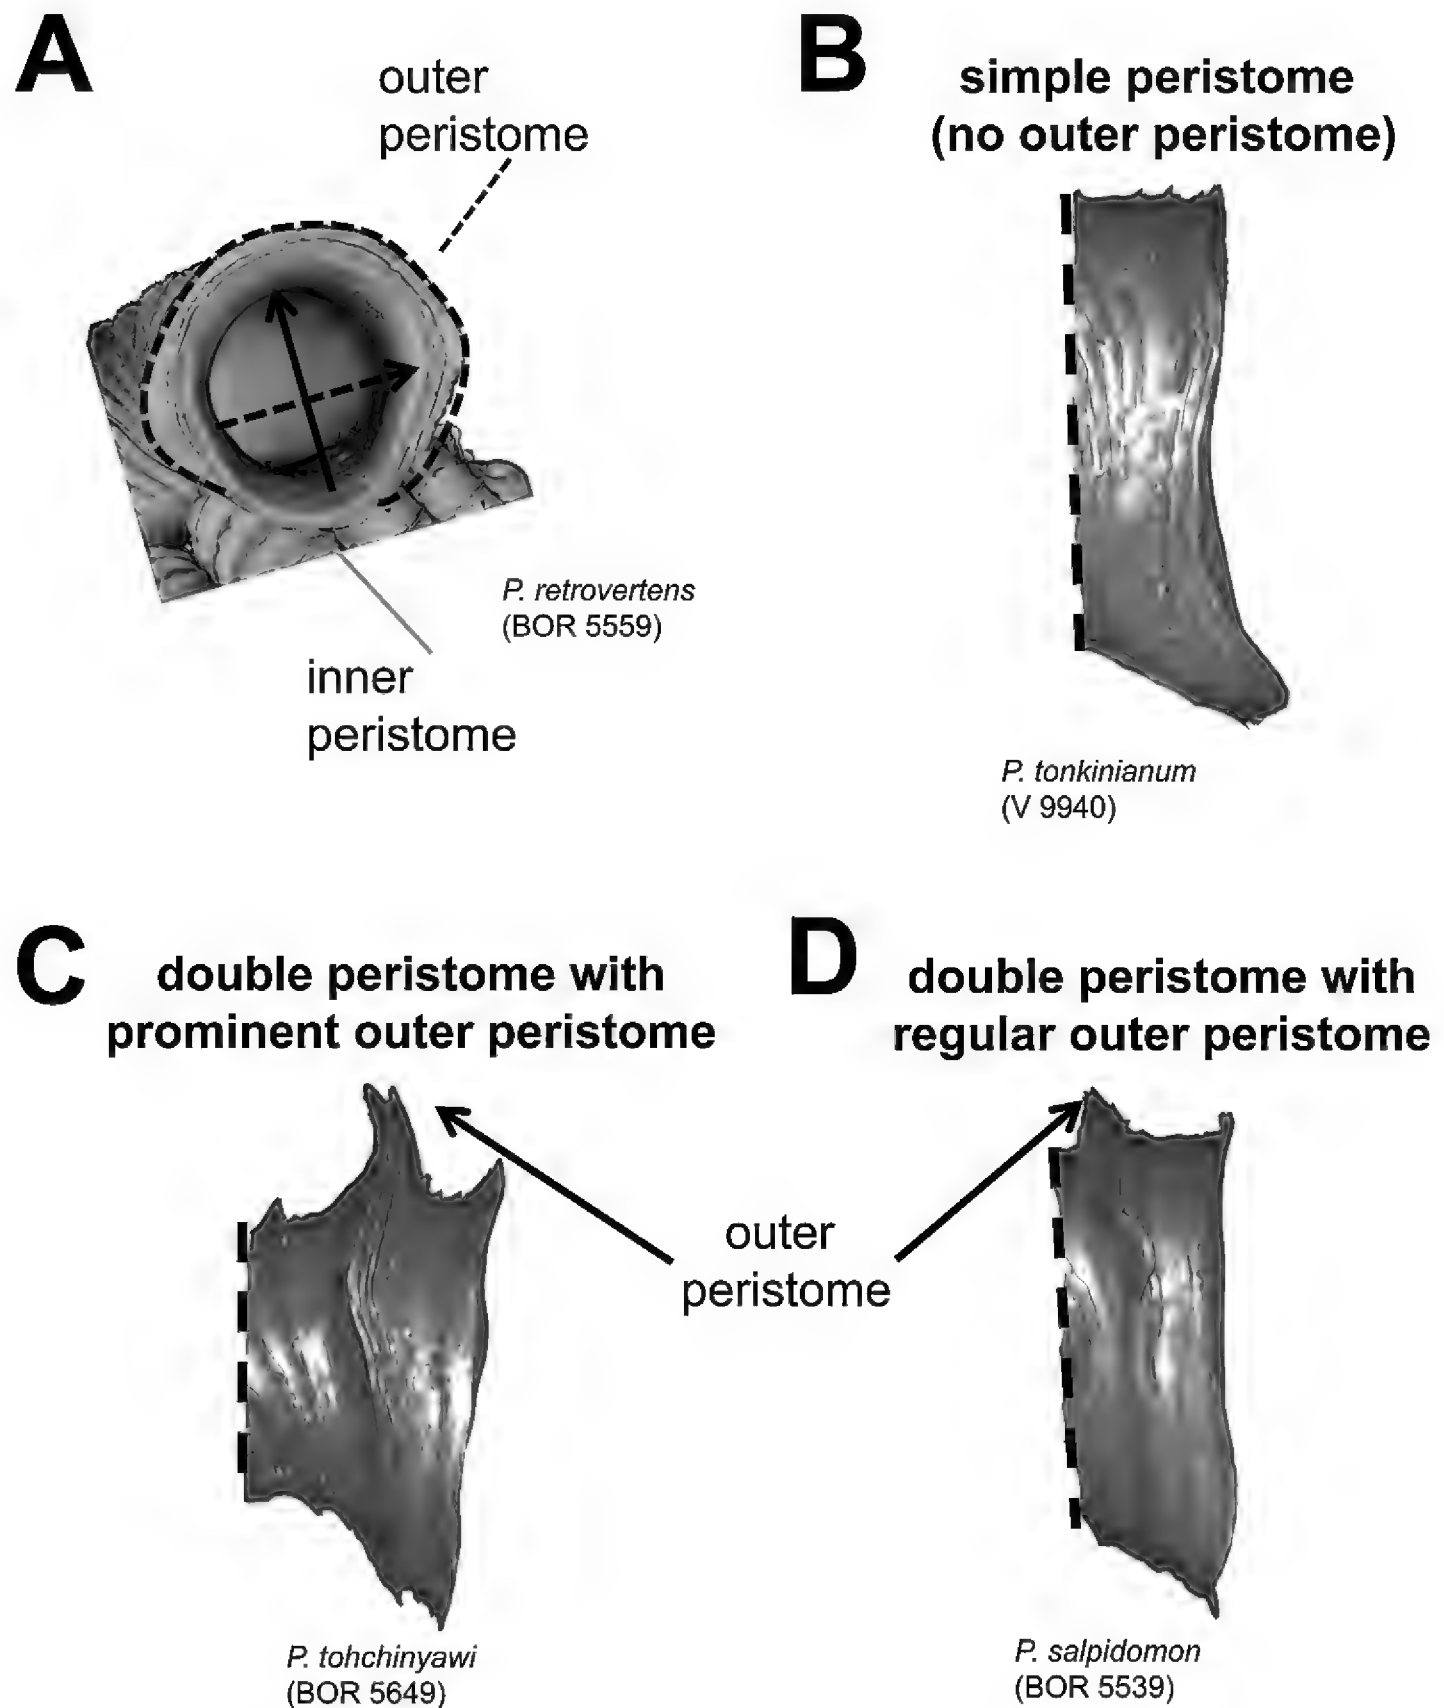 A
outer
peristome
P. retrovertens
(BOR 5559)
inner
peristome
B
simple peristome
(no outer peristome)
P. tonkinianum
(V 9940)
C
double peristome with
prominent outer peristome
outer
peristome
P. tohchinyawi
(BOR 5649)
D
double peristome with
regular outer peristome
P. salpidomon
(BOR 5539)